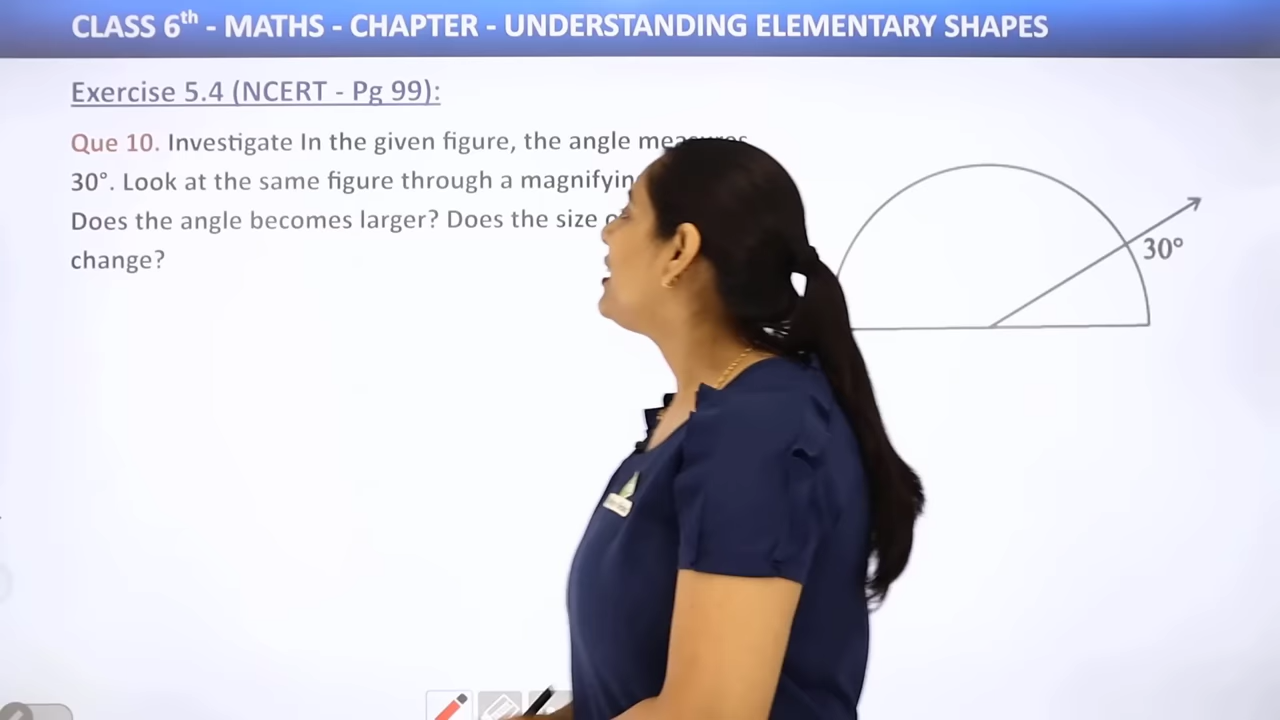 CLASS 6th - MATHS - CHAPTER - UNDERSTANDING ELEMENTARY SHAPES
Exercise 5.4 (NCERT - Pg 99):
Que 10. Investigate In the given figure, the angle measures
30°. Look at the same figure through a
Does the angle becomes larger? Does the size
change?
30°